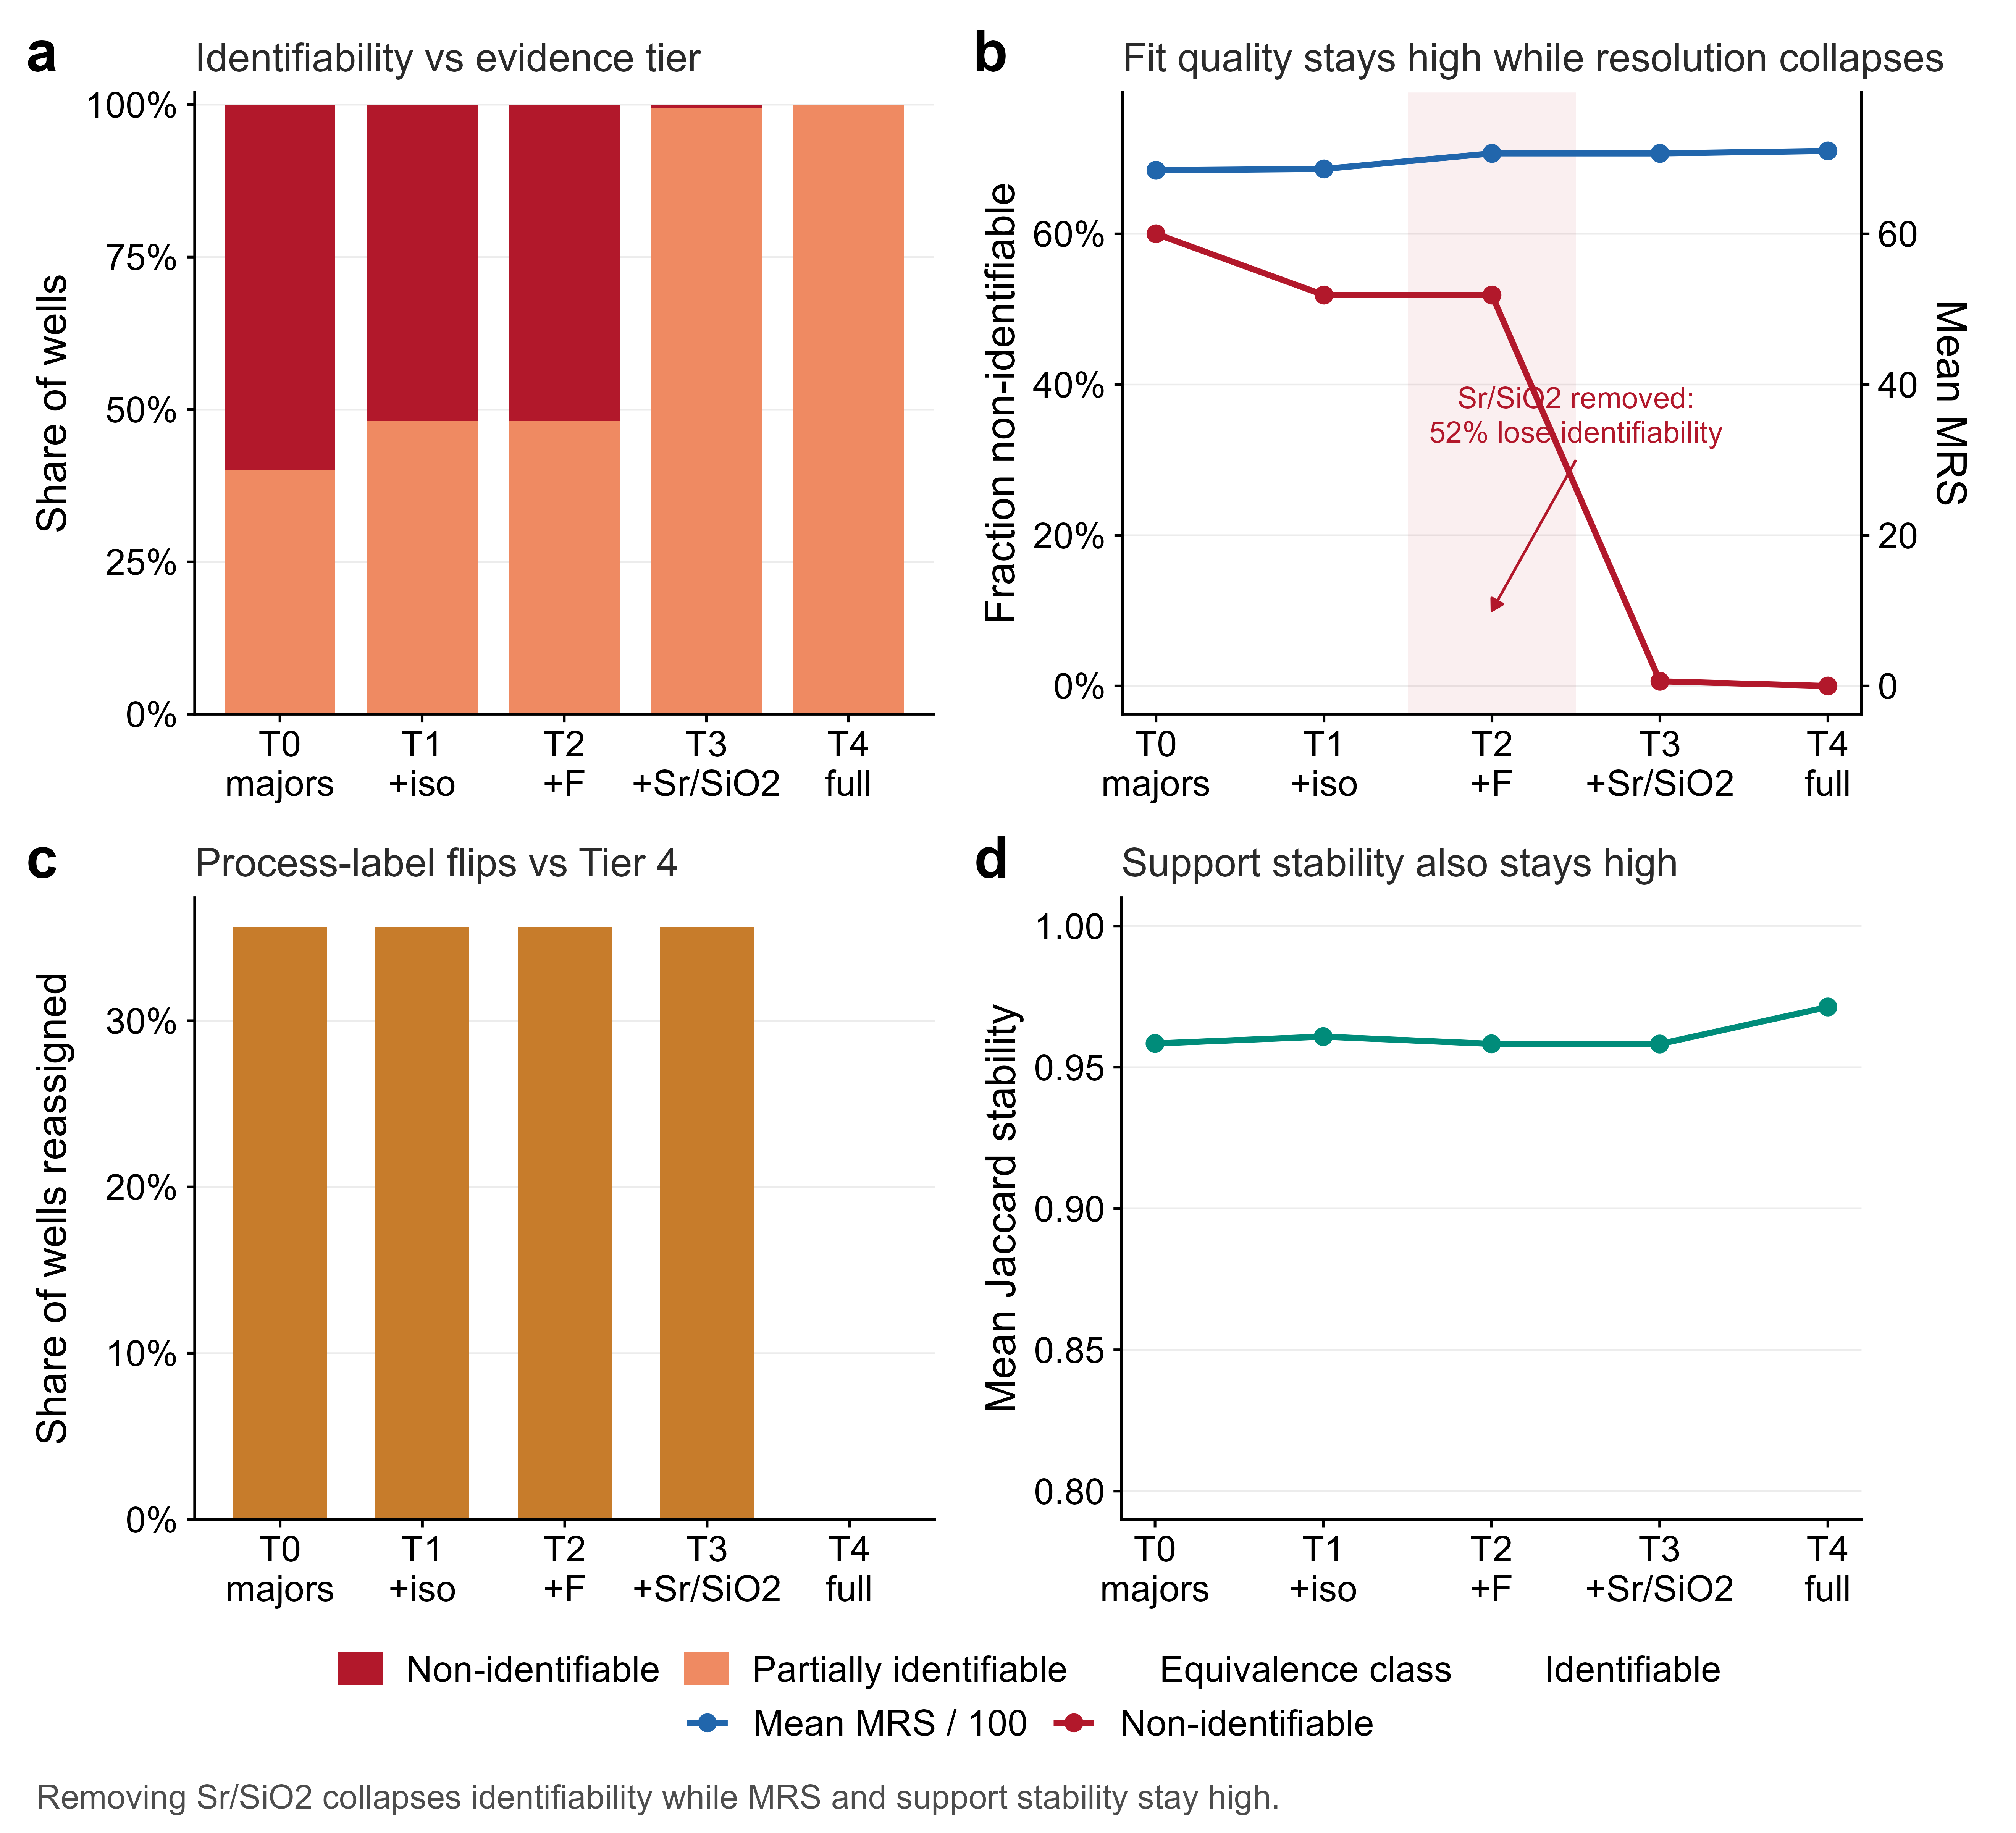 a
Identifiability vs evidence tier
Share of wells
100%
75%
50%
25%
0%
T0
majors
T1
+iso
T2
+F
T3
+Sr/SiO2
T4
full
b
Fit quality stays high while resolution collapses
Fraction non-identifiable
60%
40%
20%
0%
Sr/SiO2 removed:
52% lose identifiability
60
40
20
0
Mean MRS
T0
majors
T1
+iso
T2
+F
T3
+Sr/SiO2
T4
full
c
Process-label flips vs Tier 4
Share of wells reassigned
30%
20%
10%
0%
T0
majors
T1
+iso
T2
+F
T3
+Sr/SiO2
T4
full
d
Support stability also stays high
Mean Jaccard stability
1.00
0.95
0.90
0.85
0.80
T0
majors
T1
+iso
T2
+F
T3
+Sr/SiO2
T4
full
Non-identifiable Partially identifiable Equivalence class Identifiable
Mean MRS / 100 Non-identifiable
Removing Sr/SiO2 collapses identifiability while MRS and support stability stay high.